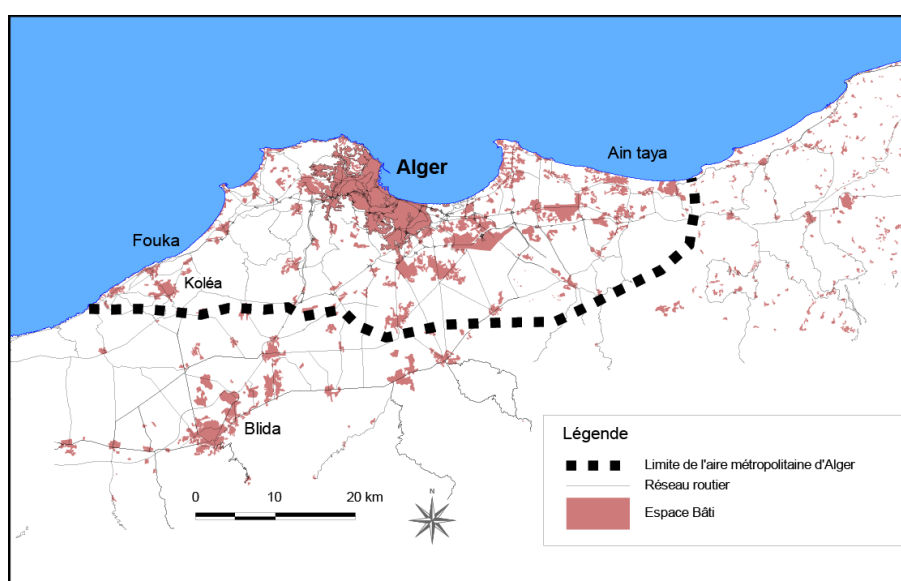 Alger
Ain taya
Fouka
Koléa
Blida
0 10 20 km
N
Légende
Limite de l'aire métropolitaine d'Alger
Réseau routier
Espace Bâti